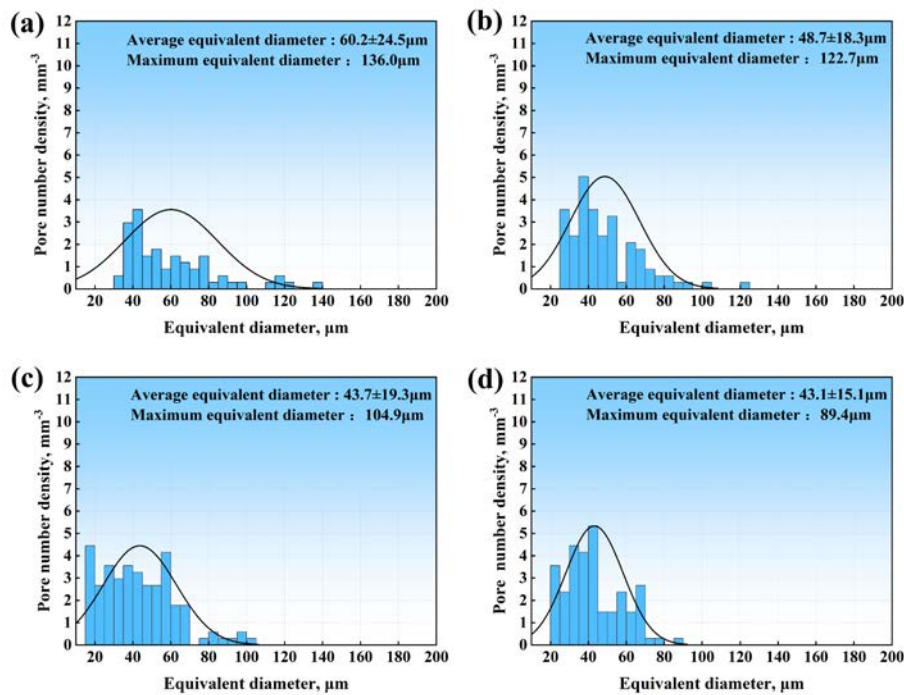 (a)
Average equivalent diameter : 60.2±24.5μm
Maximum equivalent diameter : 136.0μm
Pore number density, mm-3
12
11
10
9
8
7
6
5
4
3
2
1
0
20 40 60 80 100 120 140 160 180 200
Equivalent diameter, μm
(b)
Average equivalent diameter : 48.7±18.3μm
Maximum equivalent diameter : 122.7μm
Pore number density, mm-3
12
11
10
9
8
7
6
5
4
3
2
1
0
20 40 60 80 100 120 140 160 180 200
Equivalent diameter, μm
(c)
Average equivalent diameter : 43.7±19.3μm
Maximum equivalent diameter : 104.9μm
Pore number density, mm-3
12
11
10
9
8
7
6
5
4
3
2
1
0
20 40 60 80 100 120 140 160 180 200
Equivalent diameter, μm
(d)
Average equivalent diameter : 43.1±15.1μm
Maximum equivalent diameter : 89.4μm
Pore number density, mm-3
12
11
10
9
8
7
6
5
4
3
2
1
0
20 40 60 80 100 120 140 160 180 200
Equivalent diameter, μm